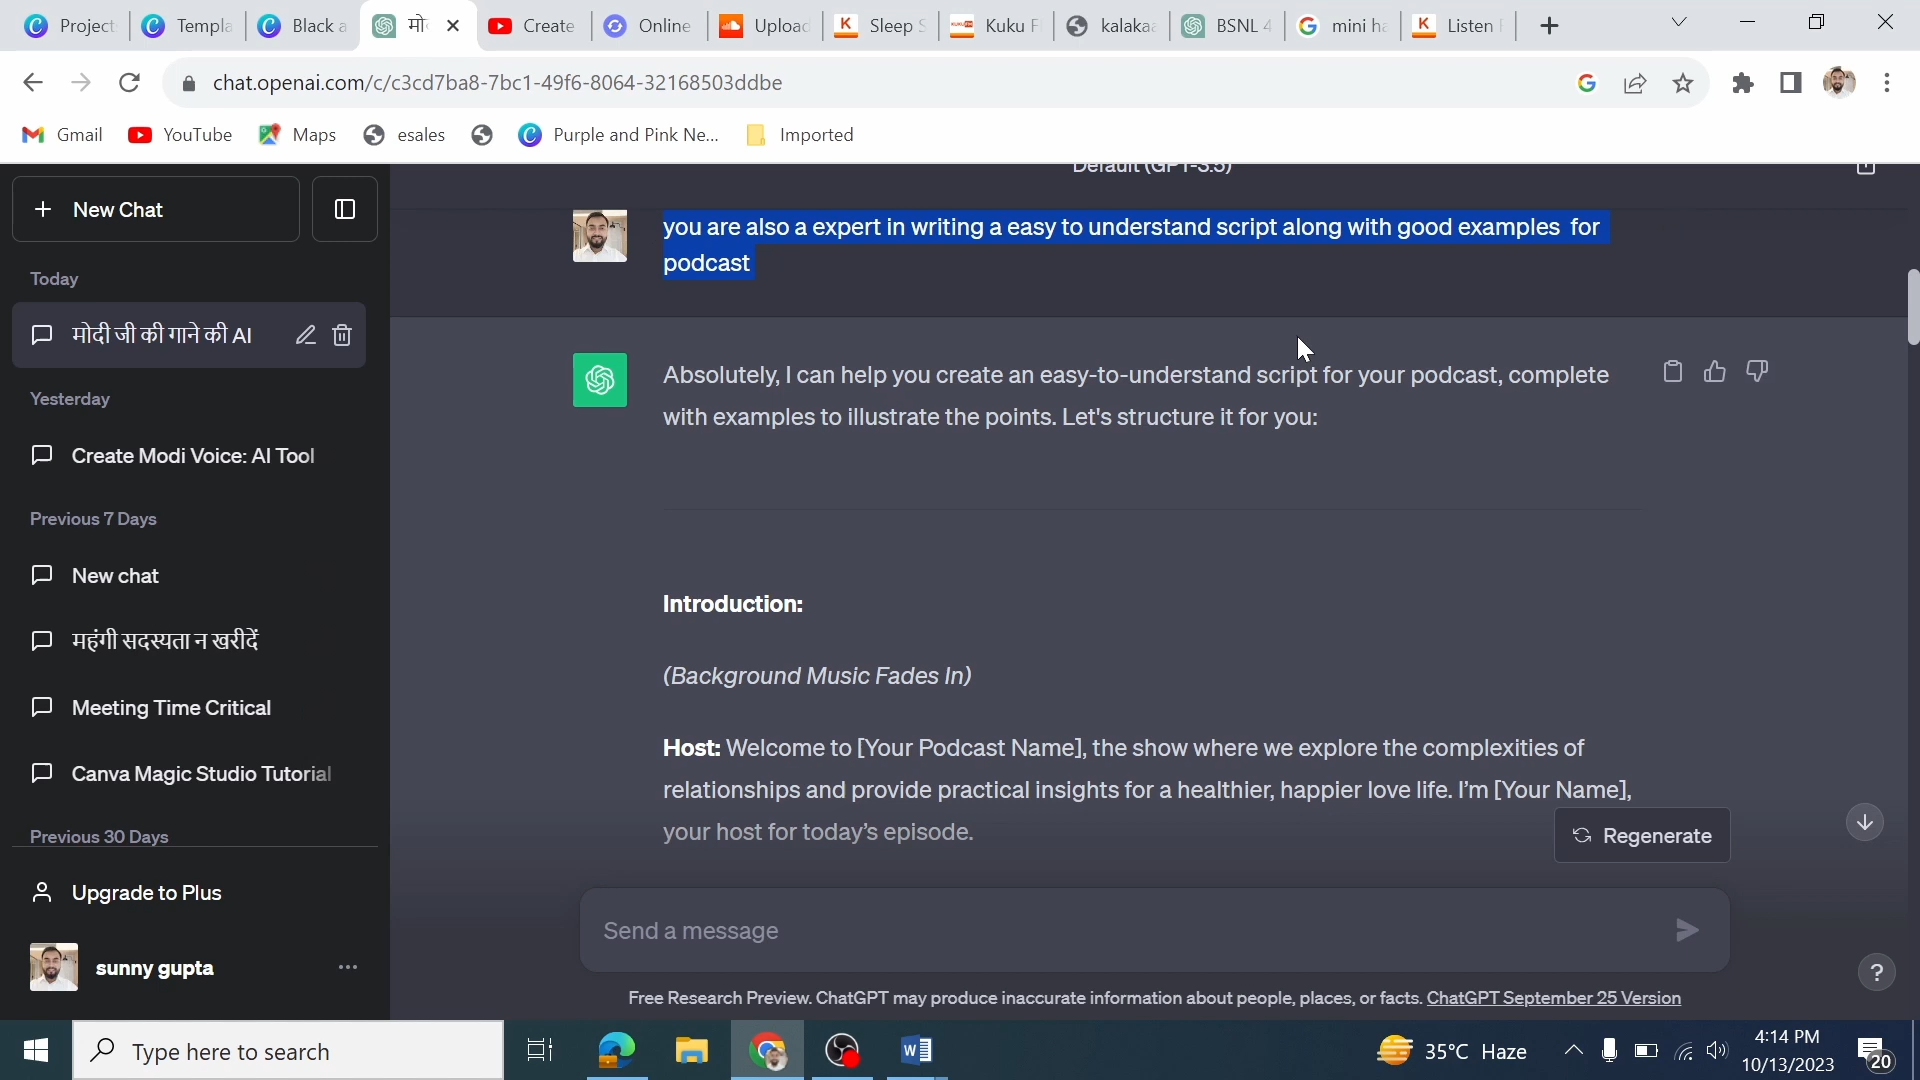 Project
Templa
Black a
मो
Create
Online
Upload
Sleep S
Kuku F
kalakaa
BSNL 4
mini ha
Listen
chat.openai.com/c/c3cd7ba8-7bc1-49f6-8064-32168503ddbe
Gmail
YouTube
Maps
esales
Purple and Pink Ne...
Imported
New Chat
Today
मोदी जी की गाने की AI
Yesterday
Create Modi Voice: AI Tool
Previous 7 Days
New chat
महंगी सदस्यता न खरीदें
Meeting Time Critical
Canva Magic Studio Tutorial
Previous 30 Days
Upgrade to Plus
sunny gupta
Default (GPT-3.5)
you are also a expert in writing a easy to understand script along with good examples for
podcast
Absolutely, I can help you create an easy-to-understand script for your podcast, complete
with examples to illustrate the points. Let's structure it for you:
Introduction:
(Background Music Fades In)
Host: Welcome to [Your Podcast Name], the show where we explore the complexities of
relationships and provide practical insights for a healthier, happier love life. I'm [Your Name],
your host for today's episode.
Regenerate
Send a message
?
Free Research Preview. ChatGPT may produce inaccurate information about people, places, or facts. ChatGPT September 25 Version
Type here to search
35°C Haze
4:14 PM
10/13/2023
20